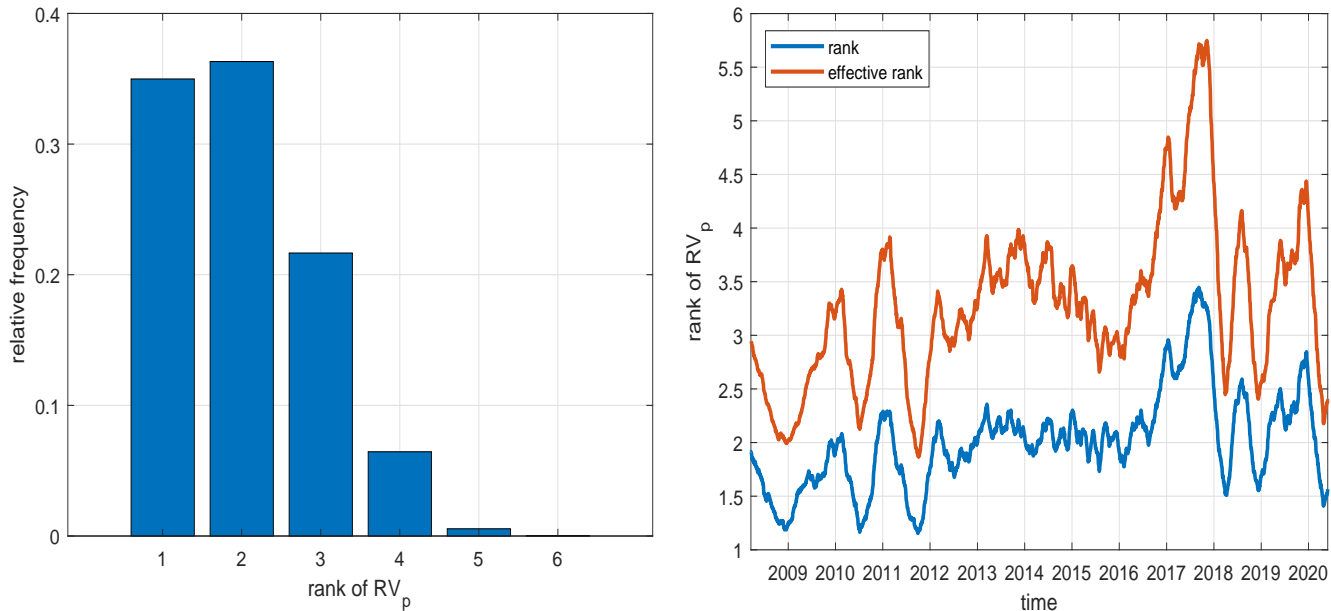 0.4
0.3
0.2
0.1
0
relative frequency
1 2 3 4 5 6
rank of RV_p
6
5.5
5
4.5
4
3.5
3
2.5
2
1.5
1
rank of RV_p
rank
effective rank
2009 2010 2011 2012 2013 2014 2015 2016 2017 2018 2019 2020
time